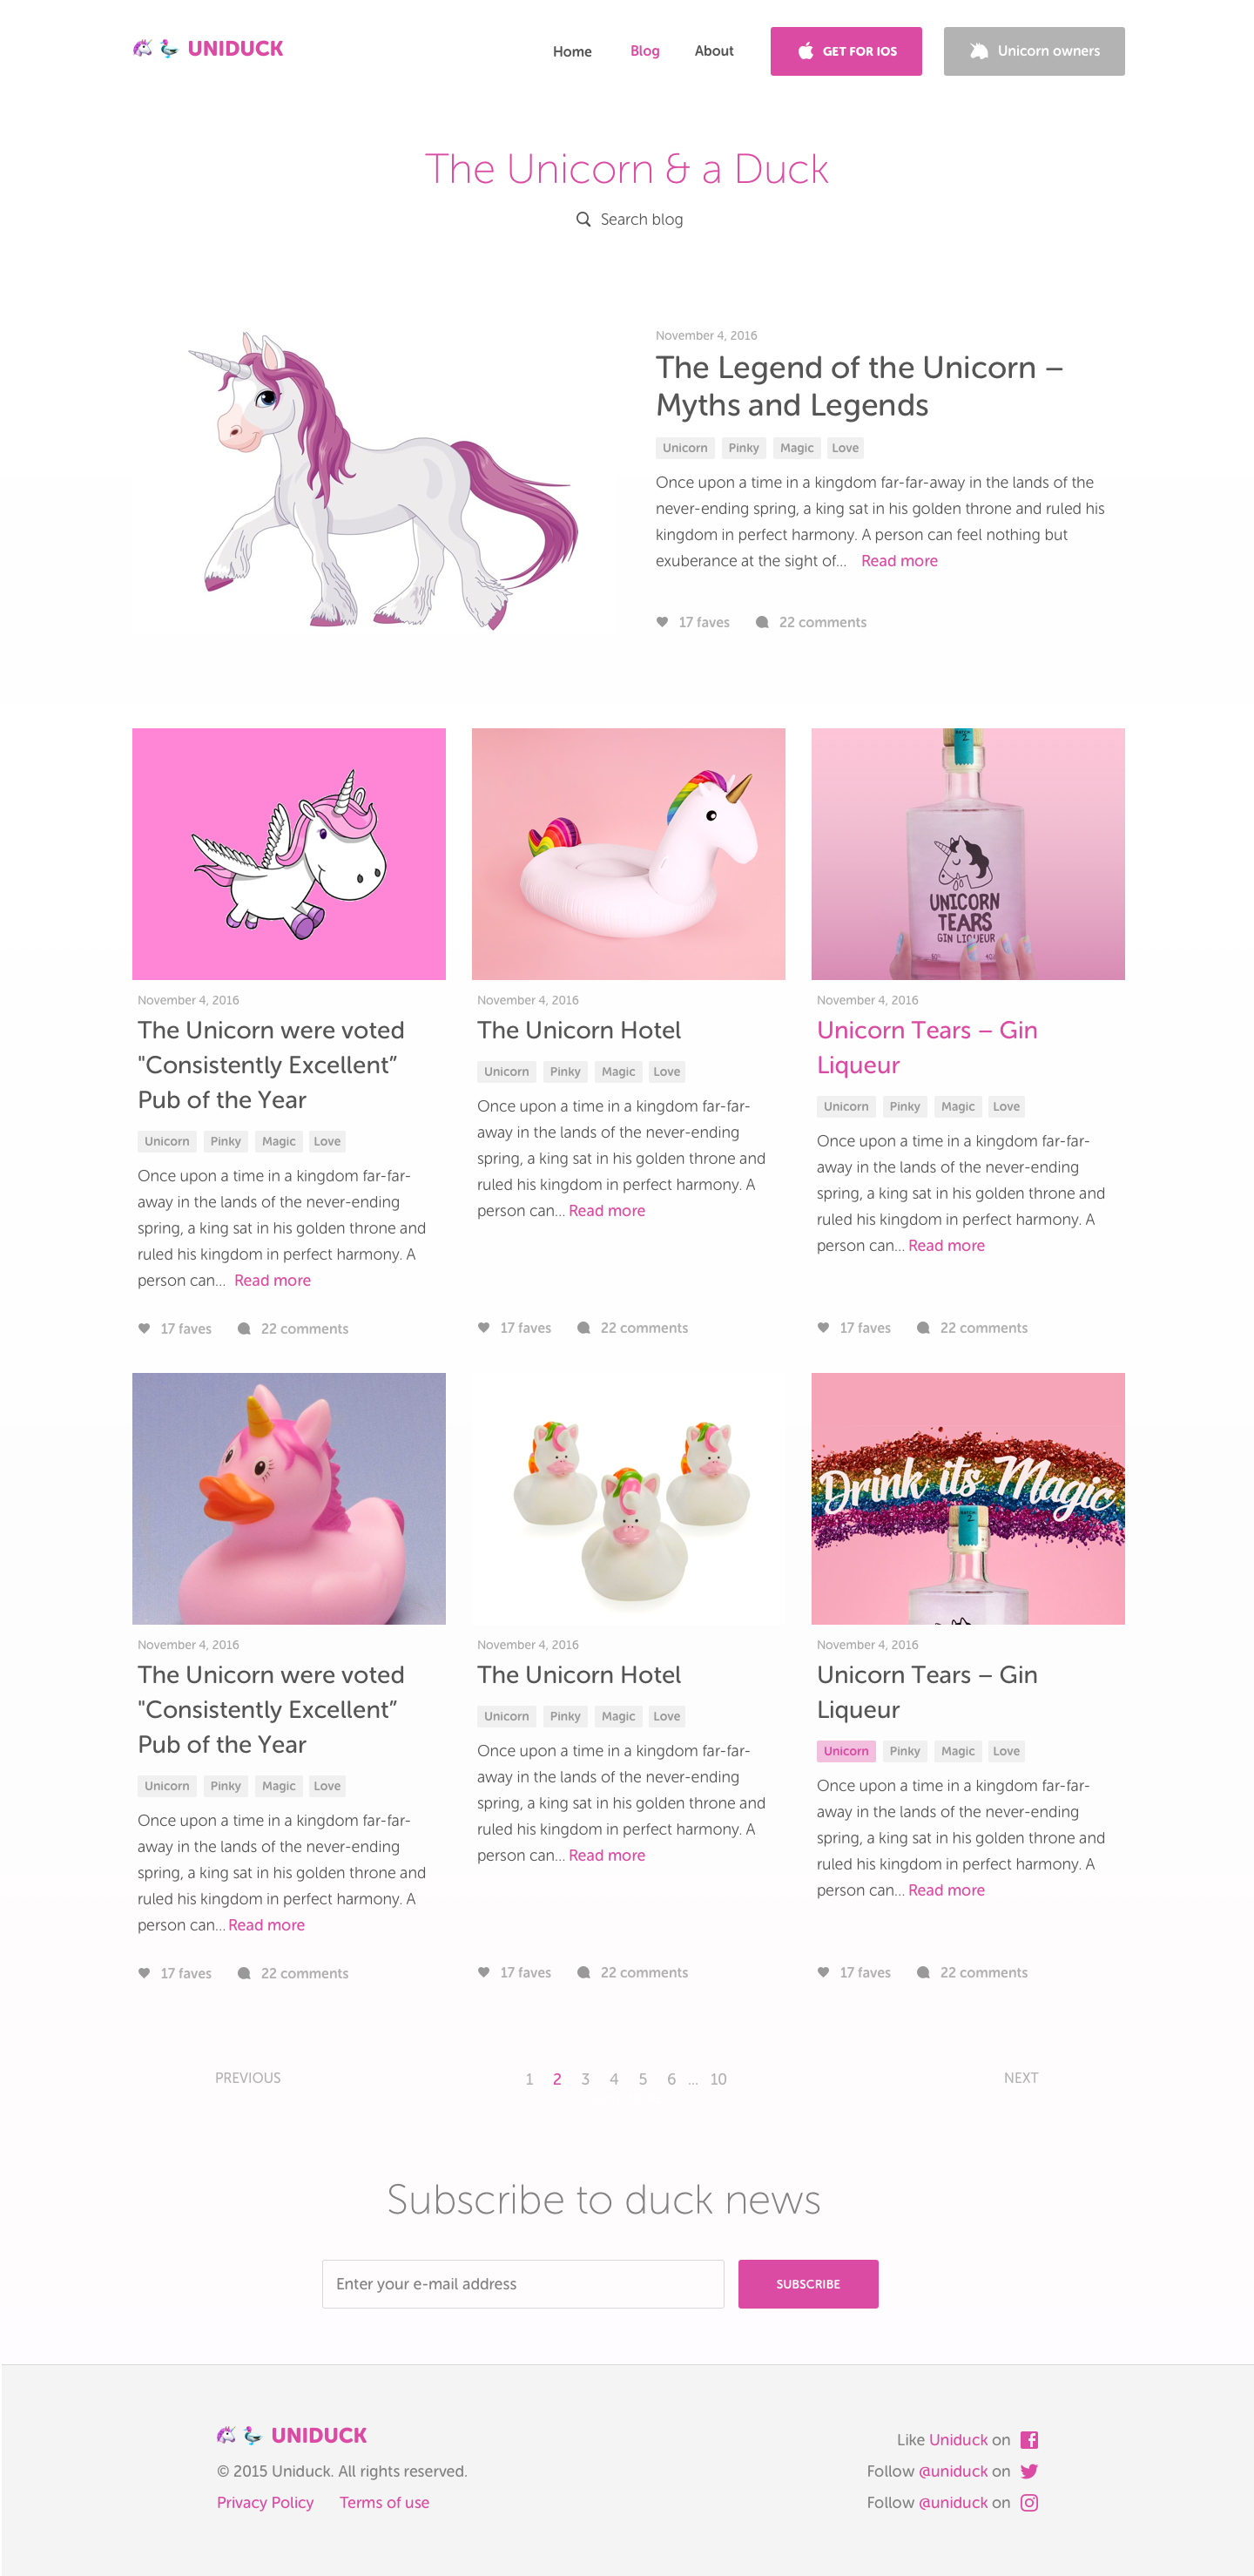 UNIDUCK
Home
Blog
About
GET FOR IOS
Unicorn owners
The Unicorn & a Duck
Search blog
November 4, 2016
The Legend of the Unicorn –
Myths and Legends
Unicorn Pinky Magic Love
Once upon a time in a kingdom far-far-away in the lands of the
never-ending spring, a king sat in his golden throne and ruled his
kingdom in perfect harmony. A person can feel nothing but
exuberance at the sight of... Read more
17 faves 22 comments
November 4, 2016
The Unicorn were voted
"Consistently Excellent”
Pub of the Year
Unicorn Pinky Magic Love
Once upon a time in a kingdom far-far-
away in the lands of the never-ending
spring, a king sat in his golden throne and
ruled his kingdom in perfect harmony. A
person can... Read more
17 faves 22 comments
November 4, 2016
The Unicorn Hotel
Unicorn Pinky Magic Love
Once upon a time in a kingdom far-far-
away in the lands of the never-ending
spring, a king sat in his golden throne and
ruled his kingdom in perfect harmony. A
person can... Read more
17 faves 22 comments
2
UNICORN
TEARS
GIN LIQUEUR
November 4, 2016
Unicorn Tears – Gin
Liqueur
Unicorn Pinky Magic Love
Once upon a time in a kingdom far-far-
away in the lands of the never-ending
spring, a king sat in his golden throne and
ruled his kingdom in perfect harmony. A
person can... Read more
17 faves 22 comments
November 4, 2016
The Unicorn were voted
"Consistently Excellent”
Pub of the Year
Unicorn Pinky Magic Love
Once upon a time in a kingdom far-far-
away in the lands of the never-ending
spring, a king sat in his golden throne and
ruled his kingdom in perfect harmony. A
person can... Read more
17 faves 22 comments
November 4, 2016
The Unicorn Hotel
Unicorn Pinky Magic Love
Once upon a time in a kingdom far-far-
away in the lands of the never-ending
spring, a king sat in his golden throne and
ruled his kingdom in perfect harmony. A
person can... Read more
17 faves 22 comments
Drink its Magic
2
November 4, 2016
Unicorn Tears – Gin
Liqueur
Unicorn Pinky Magic Love
Once upon a time in a kingdom far-far-
away in the lands of the never-ending
spring, a king sat in his golden throne and
ruled his kingdom in perfect harmony. A
person can... Read more
17 faves 22 comments
PREVIOUS
1 2 3 4 5 6 ... 10
NEXT
Subscribe to duck news
Enter your e-mail address
SUBSCRIBE
UNIDUCK
© 2015 Uniduck. All rights reserved.
Privacy Policy Terms of use
Like Uniduck on
Follow @uniduck on
Follow @uniduck on